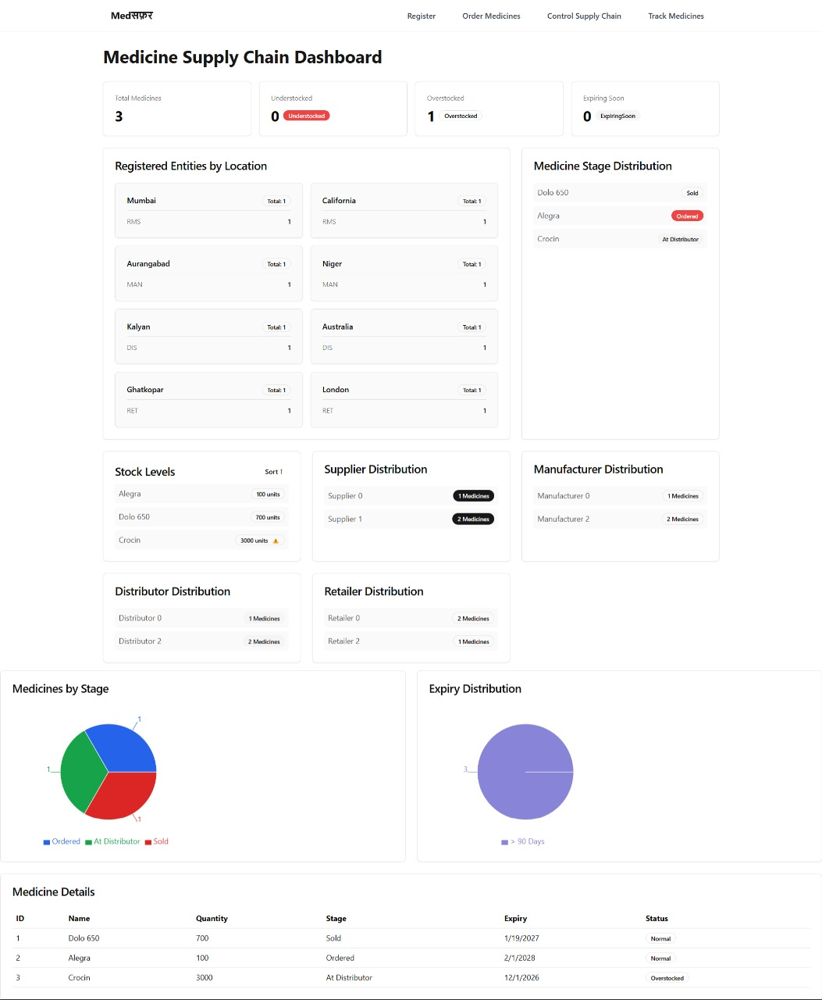 Medसफ़र
Register Order Medicines Control Supply Chain Track Medicines
Medicine Supply Chain Dashboard
Total Medicines
3
Understocked
0 Understocked
Overstocked
1 Overstocked
Expiring Soon
0 ExpiringSoon
Registered Entities by Location
Mumbai Total: 1
RMS 1
California Total: 1
RMS 1
Aurangabad Total: 1
MAN 1
Niger Total: 1
MAN 1
Kalyan Total: 1
DIS 1
Australia Total: 1
DIS 1
Ghatkopar Total: 1
RET 1
London Total: 1
RET 1
Medicine Stage Distribution
Dolo 650 Sold
Alegra Ordered
Crocin At Distributor
Stock Levels Sort ↑
Alegra 100 units
Dolo 650 700 units
Crocin 3000 units ⚠
Supplier Distribution
Supplier 0 1 Medicines
Supplier 1 2 Medicines
Manufacturer Distribution
Manufacturer 0 1 Medicines
Manufacturer 2 2 Medicines
Distributor Distribution
Distributor 0 1 Medicines
Distributor 2 2 Medicines
Retailer Distribution
Retailer 0 2 Medicines
Retailer 2 1 Medicines
Medicines by Stage
1
1
1
Ordered At Distributor Sold
Expiry Distribution
3
> 90 Days
Medicine Details
ID Name Quantity Stage Expiry Status
1 Dolo 650 700 Sold 1/19/2027 Normal
2 Alegra 100 Ordered 2/1/2028 Normal
3 Crocin 3000 At Distributor 12/1/2026 Overstocked